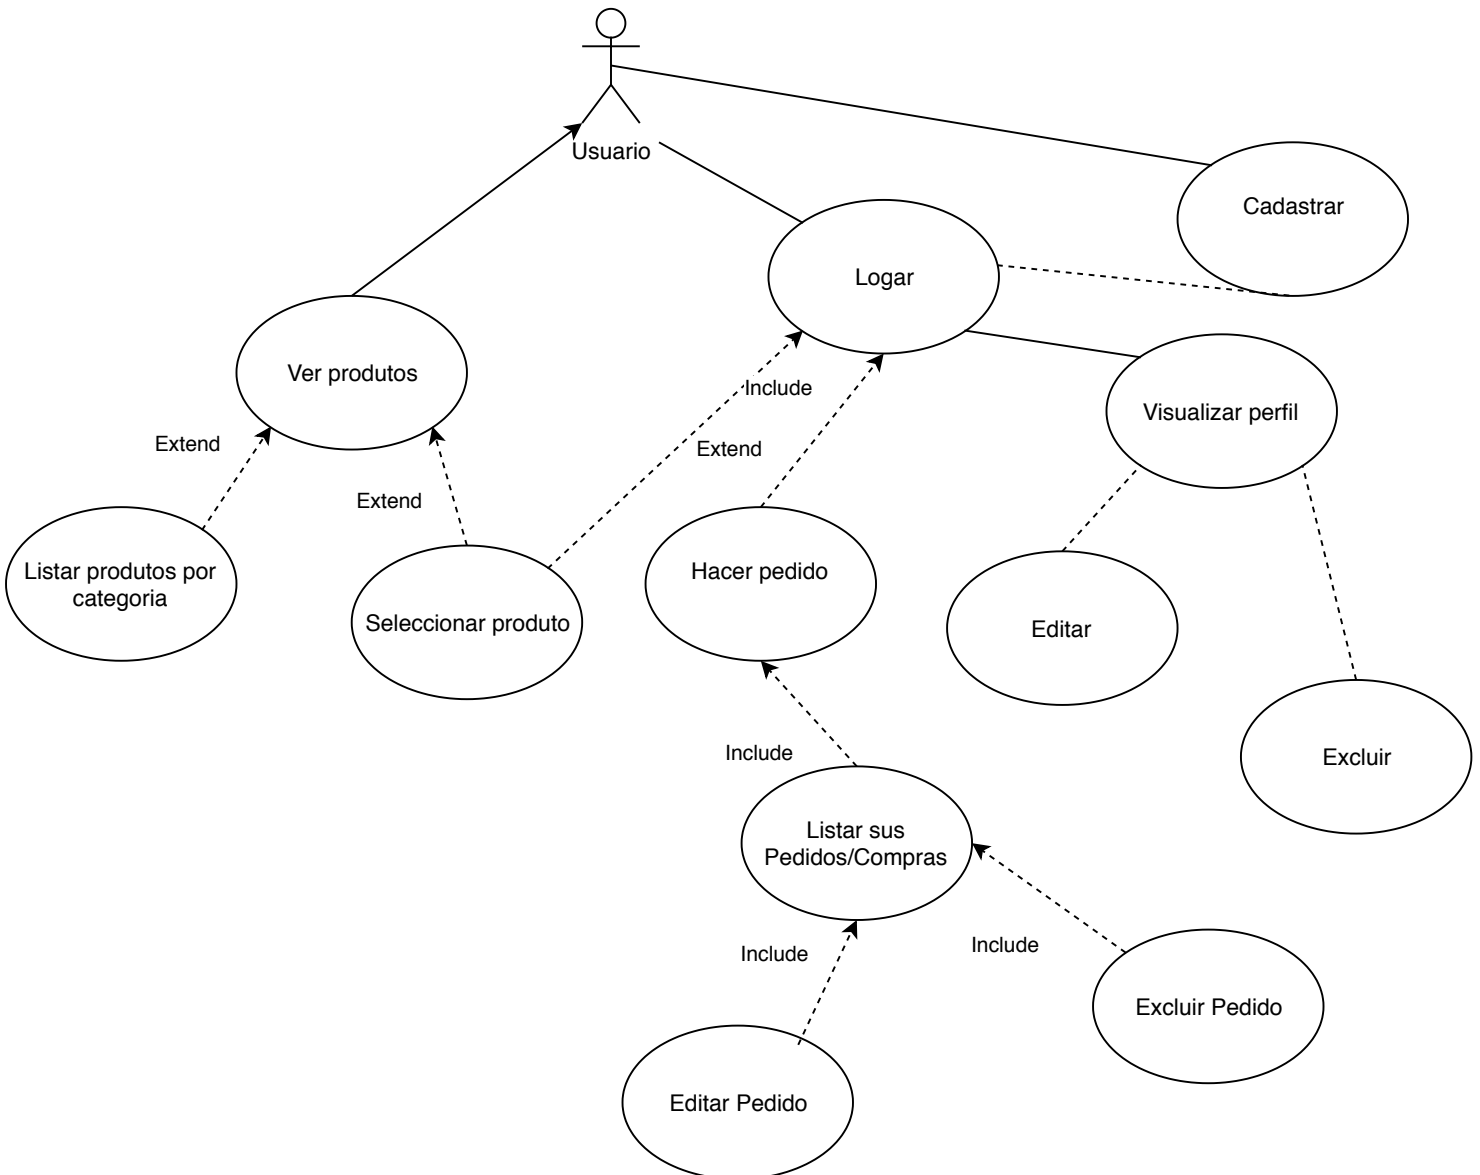 Usuario
Cadastrar
Logar
Ver produtos
Include
Visualizar perfil
Extend
Extend
Extend
Listar produtos por
categoria
Seleccionar produto
Hacer pedido
Editar
Include
Excluir
Listar sus
Pedidos/Compras
Include
Include
Excluir Pedido
Editar Pedido